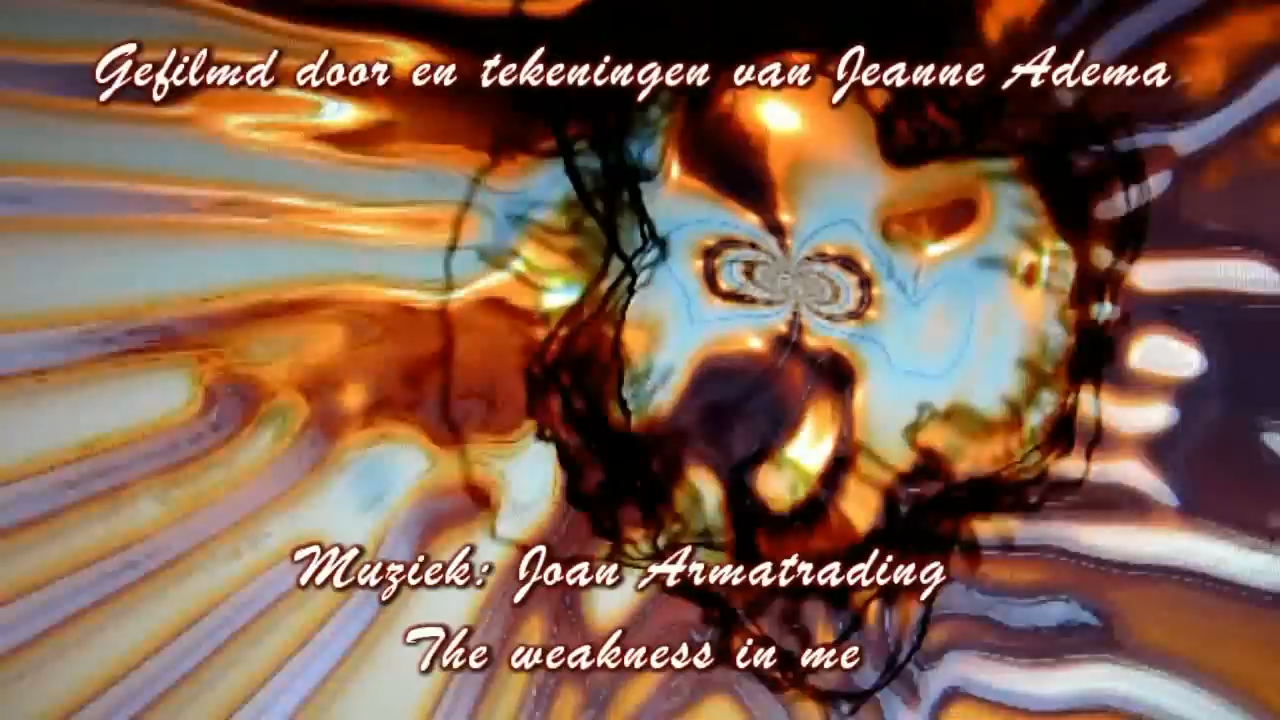 Gefilmd door en tekeningen van Jeanne Adema
Muziek: Joan Armatrading
The weakness in me